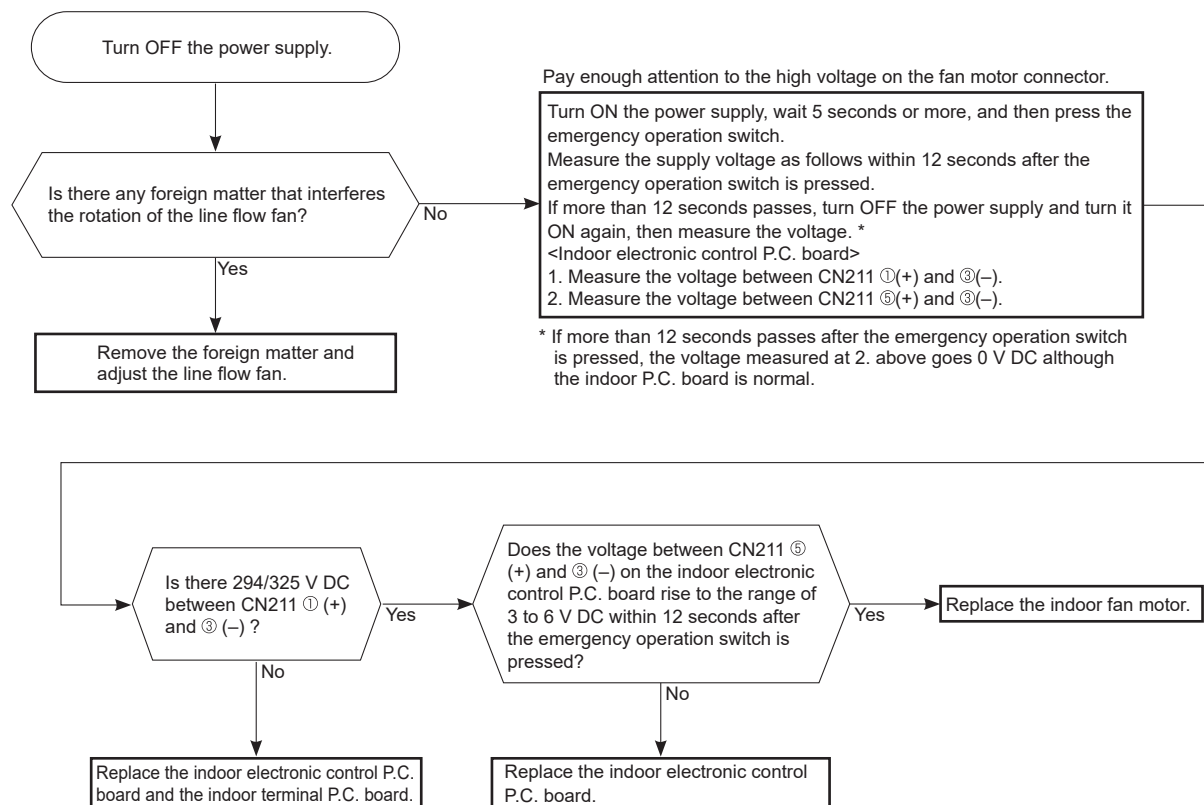 Turn OFF the power supply.
Is there any foreign matter that interferes
the rotation of the line flow fan?
No
Yes
Remove the foreign matter and
adjust the line flow fan.
Pay enough attention to the high voltage on the fan motor connector.
Turn ON the power supply, wait 5 seconds or more, and then press the
emergency operation switch.
Measure the supply voltage as follows within 12 seconds after the
emergency operation switch is pressed.
If more than 12 seconds passes, turn OFF the power supply and turn it
ON again, then measure the voltage. *
<Indoor electronic control P.C. board>
1. Measure the voltage between CN211 ①(+) and ③(–).
2. Measure the voltage between CN211 ⑤(+) and ③(–).
* If more than 12 seconds passes after the emergency operation switch
is pressed, the voltage measured at 2. above goes 0 V DC although
the indoor P.C. board is normal.
Is there 294/325 V DC
between CN211 ① (+)
and ③ (–) ?
Yes
No
Replace the indoor electronic control P.C.
board and the indoor terminal P.C. board.
Does the voltage between CN211 ⑤
(+) and ③ (–) on the indoor electronic
control P.C. board rise to the range of
3 to 6 V DC within 12 seconds after
the emergency operation switch is
pressed?
Yes
No
Replace the indoor electronic control
P.C. board.
Replace the indoor fan motor.